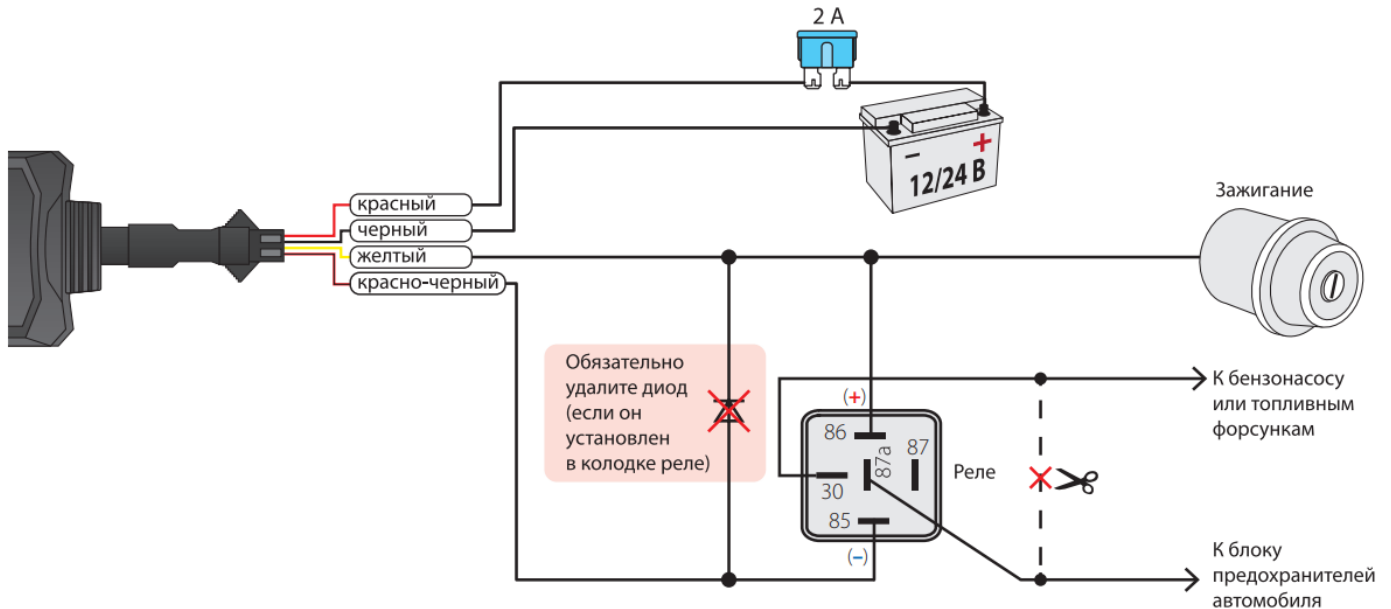 2 А
12/24 В
Зажигание
красный
черный
желтый
красно-черный
Обязательно
удалите диод
(если он
установлен
в колодке реле)
(+)
86
87а
87
30
85
(–)
Реле
К бензонасосу
или топливным
форсункам
К блоку
предохранителей
автомобиля
– +